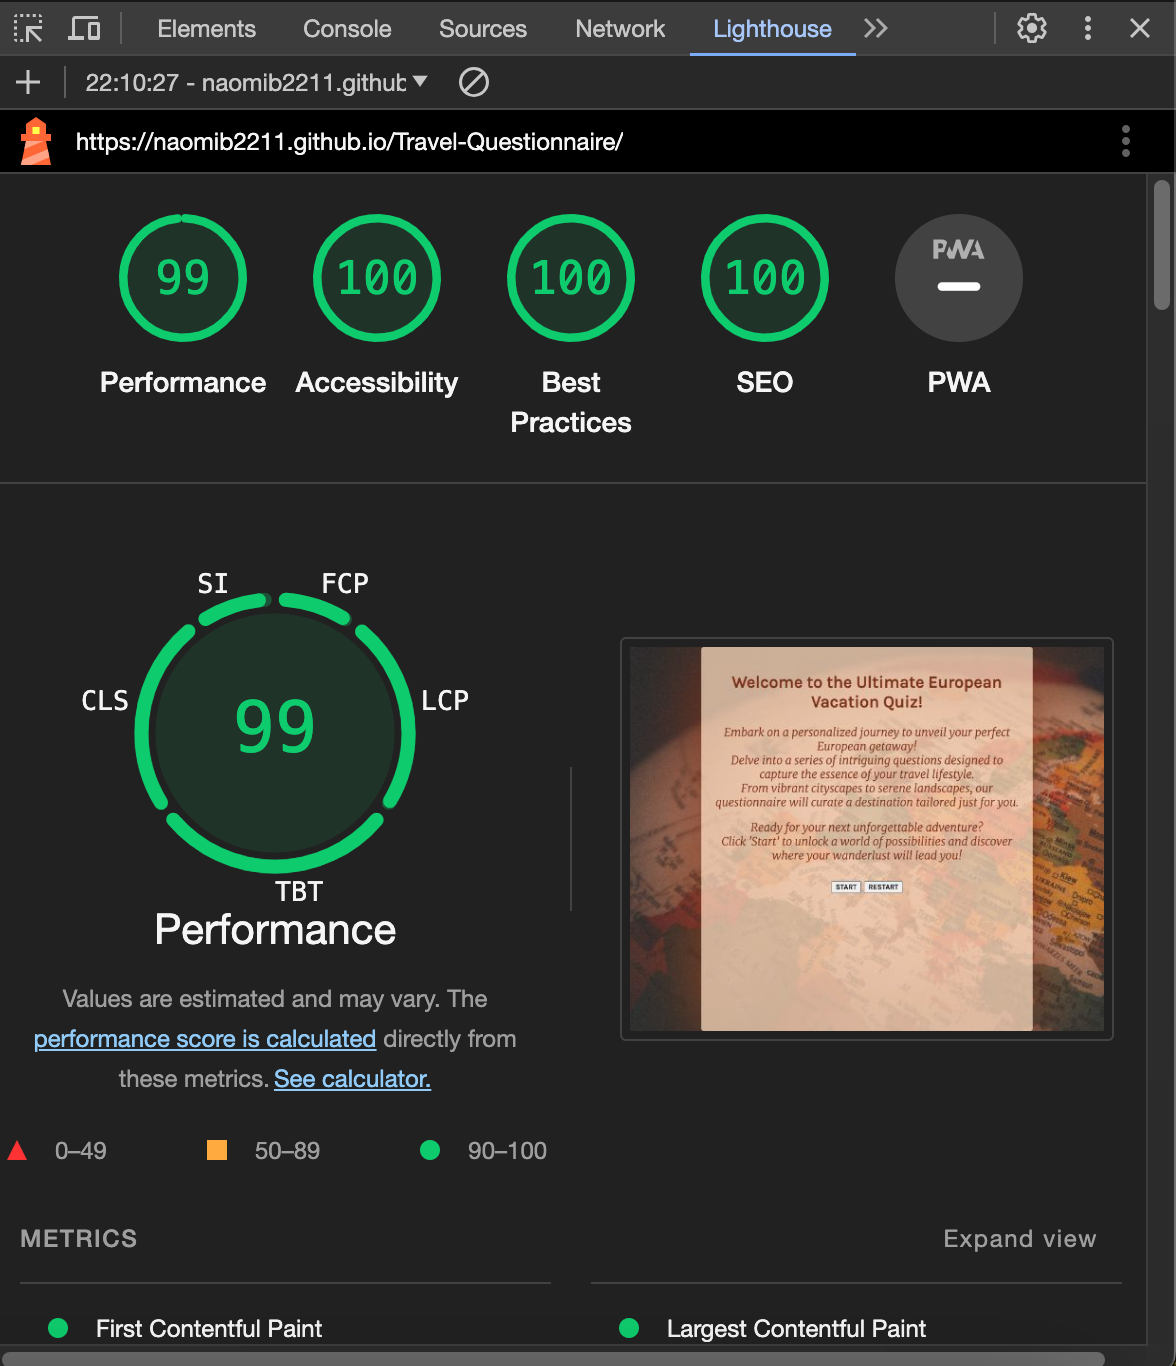 Elements Console Sources Network Lighthouse
22:10:27 - naomib2211.github
https://naomib2211.github.io/Travel-Questionnaire/
99 100 100 100 PWA
Performance Accessibility Best Practices SEO PWA
SI FCP
CLS LCP
99
TBT
Performance
Values are estimated and may vary. The
performance score is calculated directly from
these metrics. See calculator.
0–49 50–89 90–100
Welcome to the Ultimate European
Vacation Quiz!
Embark on a personalized journey to unveil your perfect
European getaway!
Delve into a series of intriguing questions designed to
capture the essence of your travel lifestyle.
From vibrant cityscapes to serene landscapes, our
questionnaire will curate a destination tailored just for you.
Ready for your next unforgettable adventure?
Click 'Start' to unlock a world of possibilities and discover
where your wanderlust will lead you!
START RESTART
Kiew
UKRAINE
METRICS Expand view
First Contentful Paint Largest Contentful Paint